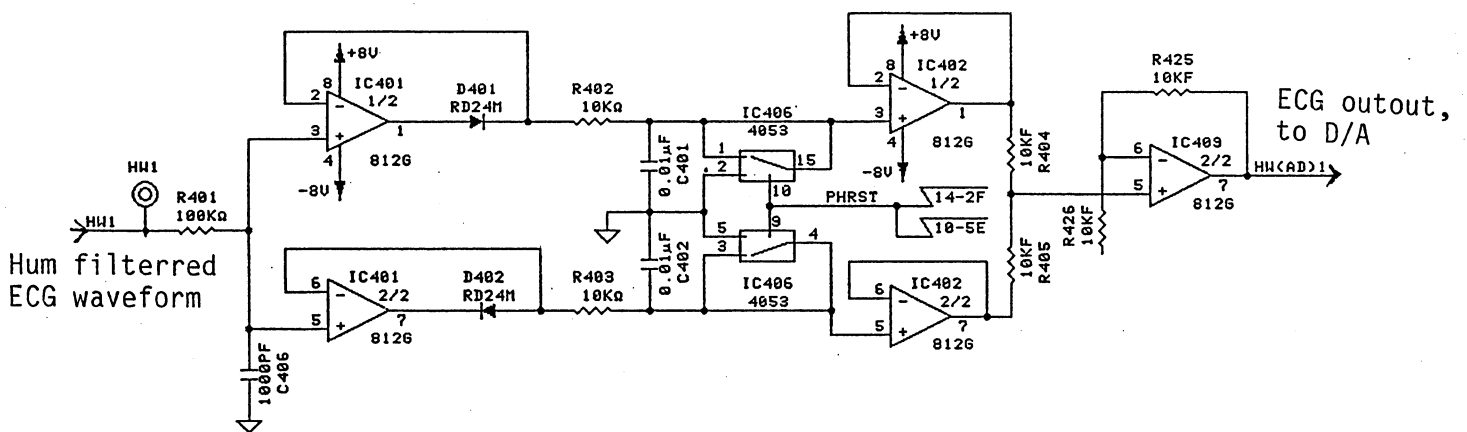 +8V
8
IC401
1/2
2
3
1
4
812G
-8V
D401
RD24M
R402
10KΩ
0.01µF
C401
IC406
4053
1
2
15
10
+8V
8
IC402
1/2
2
3
1
4
812G
-8V
10KF
R404
R425
10KF
IC409
2/2
6
5
7
812G
HW(AD)1
ECG outout,
to D/A
R426
10KF
HW1
R401
100KΩ
HW1
Hum filterred
ECG waveform
PHRST
14-2F
10-5E
9
5
3
4
IC406
4053
0.01µF
C402
IC401
2/2
6
5
7
812G
D402
RD24M
R403
10KΩ
IC402
2/2
6
5
7
812G
10KF
R405
1000PF
C406